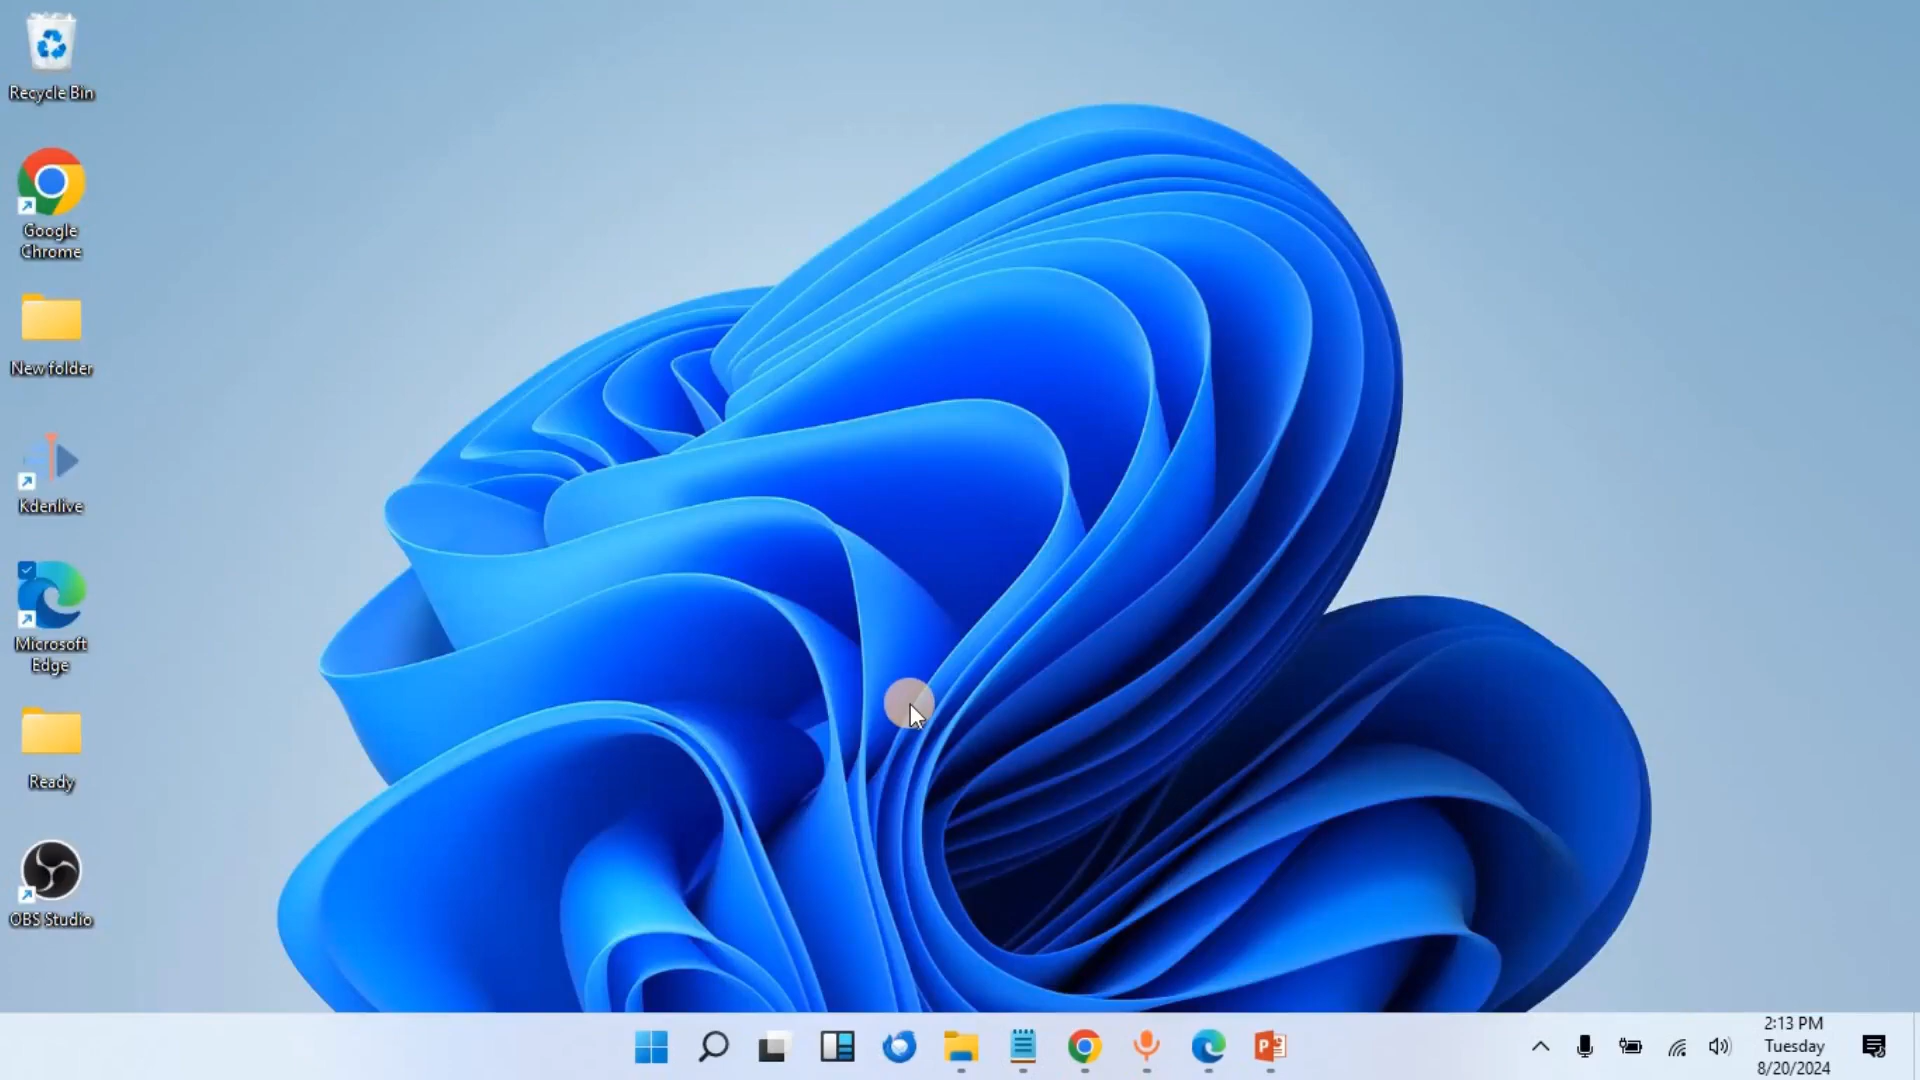 Recycle Bin
Google
Chrome
New folder
Kdenlive
Microsoft
Edge
Ready
OBS Studio
P
2:13 PM
Tuesday
8/20/2024